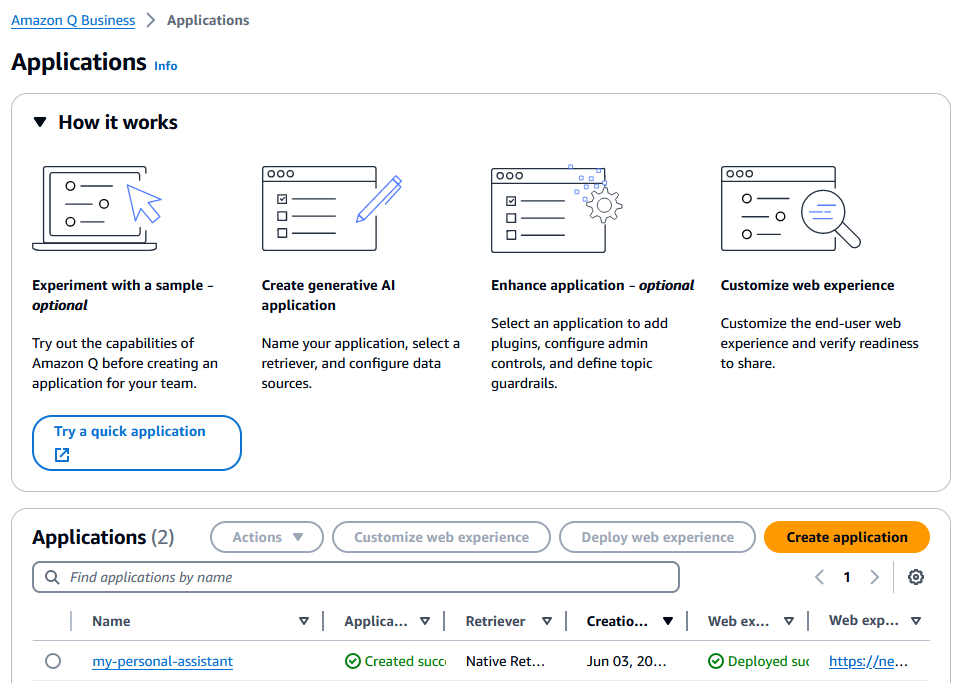 Amazon Q Business > Applications
Applications Info
How it works
Experiment with a sample –
optional
Try out the capabilities of
Amazon Q before creating an
application for your team.
Try a quick application
Create generative AI
application
Name your application, select a
retriever, and configure data
sources.
Enhance application – optional
Select an application to add
plugins, configure admin
controls, and define topic
guardrails.
Customize web experience
Customize the end-user web
experience and verify readiness
to share.
Applications (2) Actions Customize web experience Deploy web experience Create application
Find applications by name 1
Name Applica... Retriever Creatio... Web ex... Web exp...
my-personal-assistant Created succ Native Ret... Jun 03, 20... Deployed suc https://ne...